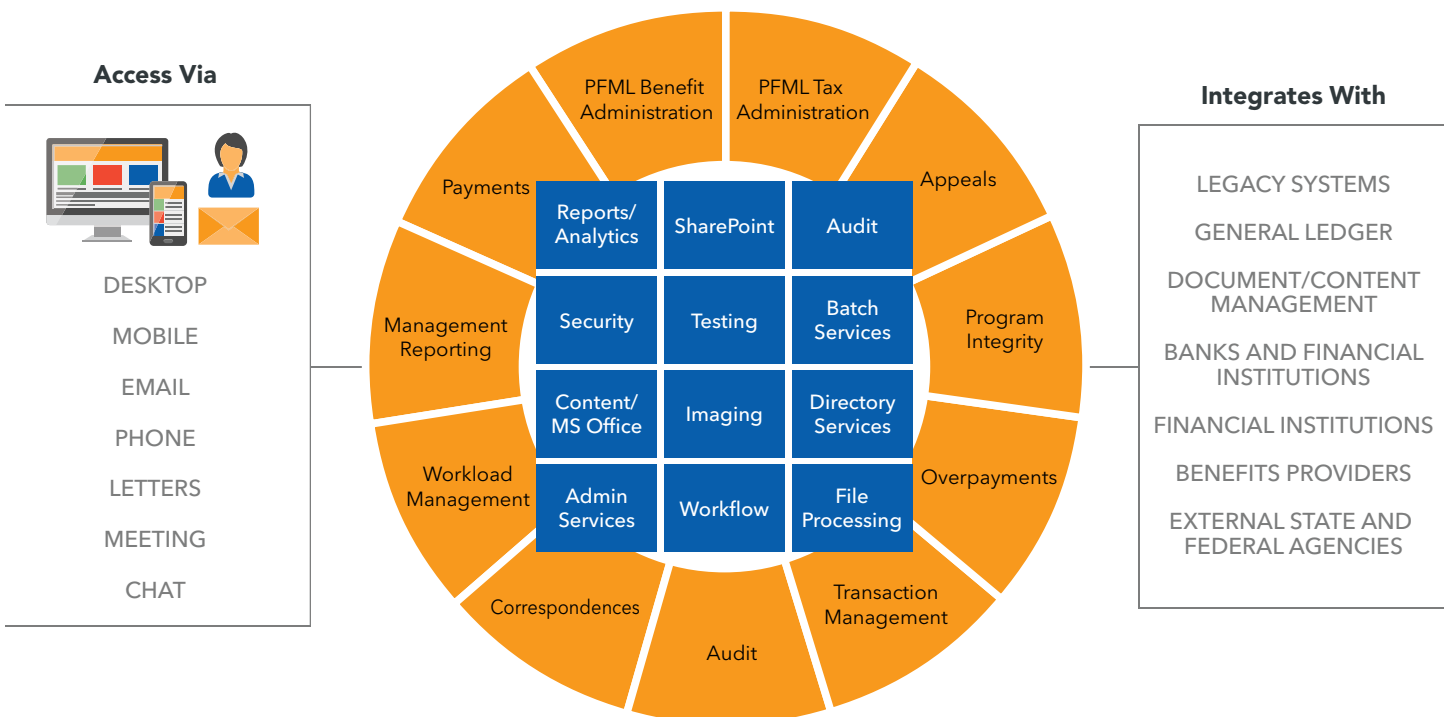 Access Via
DESKTOP
MOBILE
EMAIL
PHONE
LETTERS
MEETING
CHAT
PFML Benefit
Administration
PFML Tax
Administration
Appeals
Program
Integrity
Overpayments
Transaction
Management
Audit
Correspondences
Workload
Management
Management
Reporting
Payments
Reports/
Analytics
SharePoint
Audit
Security
Testing
Batch
Services
Content/
MS Office
Imaging
Directory
Services
Admin
Services
Workflow
File
Processing
Integrates With
LEGACY SYSTEMS
GENERAL LEDGER
DOCUMENT/CONTENT
MANAGEMENT
BANKS AND FINANCIAL
INSTITUTIONS
FINANCIAL INSTITUTIONS
BENEFITS PROVIDERS
EXTERNAL STATE AND
FEDERAL AGENCIES